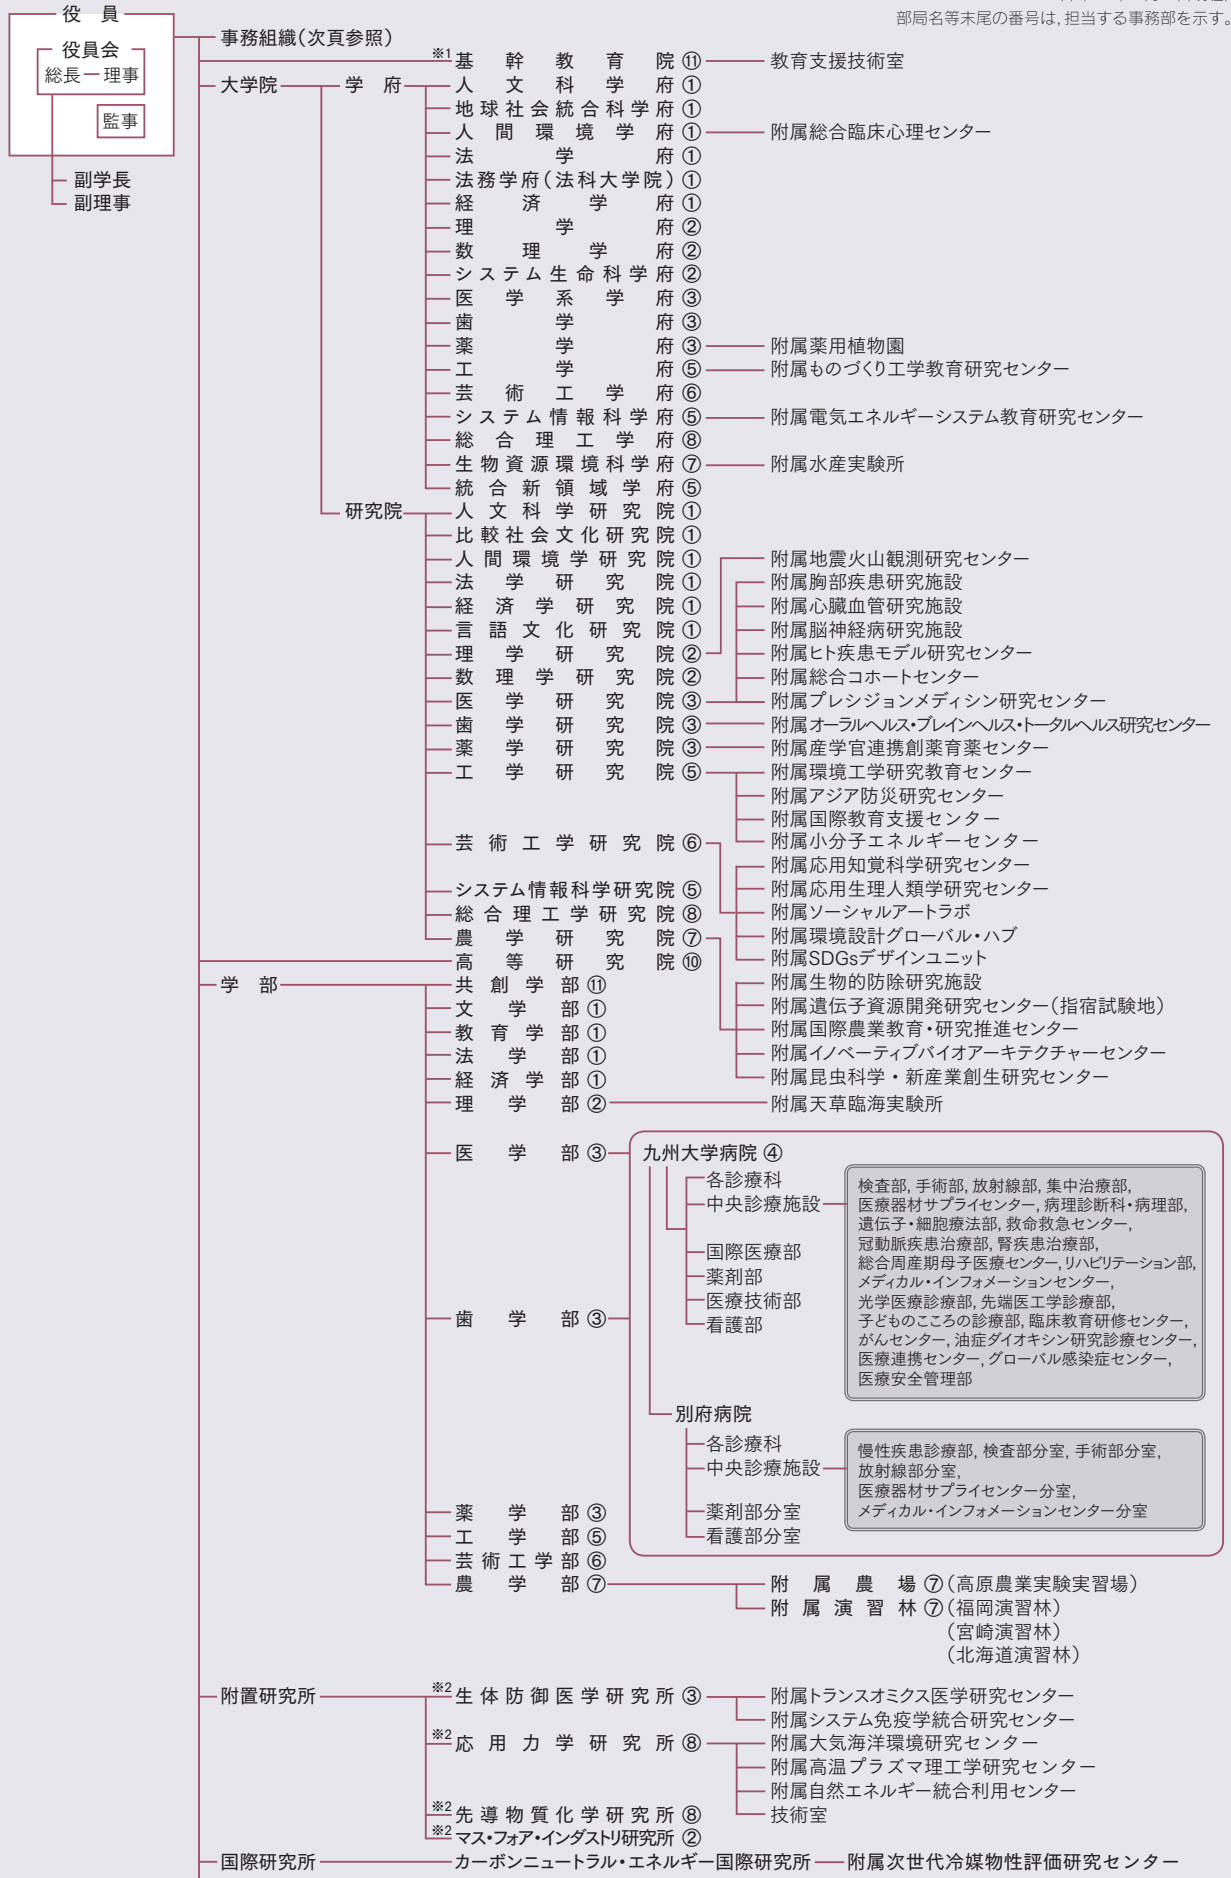 部局名等末尾の番号は，担当する事務部を示す。
役　員
役員会
総長 理事
監事
副学長
副理事
事務組織（次頁参照）
※1 基幹教育院 ⑪ 教育支援技術室
大学院 学　府 人文科学府 ①
地球社会統合科学府 ①
人間環境学府 ① 附属総合臨床心理センター
法学府 ①
法務学府（法科大学院）①
経済学府 ①
理学府 ②
数理学府 ②
システム生命科学府 ②
医学系学府 ③
歯学府 ③
薬学府 ③ 附属薬用植物園
工学府 ⑤ 附属ものづくり工学教育研究センター
芸術工学府 ⑥
システム情報科学府 ⑤ 附属電気エネルギーシステム教育研究センター
総合理工学府 ⑧
生物資源環境科学府 ⑦ 附属水産実験所
統合新領域学府 ⑤
研究院 人文科学研究院 ①
比較社会文化研究院 ①
人間環境学研究院 ① 附属地震火山観測研究センター
法学研究院 ① 附属胸部疾患研究施設
経済学研究院 ① 附属心臓血管研究施設
言語文化研究院 ① 附属脳神経病研究施設
理学研究院 ② 附属ヒト疾患モデル研究センター
数理学研究院 ② 附属総合コホートセンター
医学研究院 ③ 附属プレシジョンメディシン研究センター
歯学研究院 ③ 附属オーラルヘルス・ブレインヘルス・トータルヘルス研究センター
薬学研究院 ③ 附属産学官連携創薬育薬センター
工学研究院 ⑤ 附属環境工学研究教育センター
附属アジア防災研究センター
附属国際教育支援センター
芸術工学研究院 ⑥ 附属小分子エネルギーセンター
附属応用知覚科学研究センター
システム情報科学研究院 ⑤ 附属応用生理人類学研究センター
総合理工学研究院 ⑧ 附属ソーシャルアートラボ
農学研究院 ⑦ 附属環境設計グローバル・ハブ
高等研究院 ⑩ 附属SDGsデザインユニット
学　部 共創学部 ⑪ 附属生物的防除研究施設
文学部 ① 附属遺伝子資源開発研究センター（指宿試験地）
教育学部 ① 附属国際農業教育・研究推進センター
法学部 ① 附属イノベーティブバイオアーキテクチャーセンター
経済学部 ① 附属昆虫科学・新産業創生研究センター
理学部 ② 附属天草臨海実験所
医学部 ③ 九州大学病院 ④
各診療科
中央診療施設
国際医療部
薬剤部
医療技術部
看護部
検査部, 手術部, 放射線部, 集中治療部,
医療器材サプライセンター, 病理診断科・病理部,
遺伝子・細胞療法部, 救命救急センター,
冠動脈疾患治療部, 腎疾患治療部,
総合周産期母子医療センター, リハビリテーション部,
メディカル・インフォメーションセンター,
光学医療診療部, 先端医工学診療部,
子どものこころの診療部, 臨床教育研修センター,
がんセンター, 油症ダイオキシン研究診療センター,
医療連携センター, グローバル感染症センター,
医療安全管理部
歯学部 ③
別府病院
各診療科
中央診療施設
薬剤部分室
看護部分室
慢性疾患診療部, 検査部分室, 手術部分室,
放射線部分室,
医療器材サプライセンター分室,
メディカル・インフォメーションセンター分室
薬学部 ③
工学部 ⑤
芸術工学部 ⑥
農学部 ⑦ 附属農場 ⑦（高原農業実験実習場）
附属演習林 ⑦（福岡演習林）
（宮崎演習林）
（北海道演習林）
附置研究所 ※2 生体防御医学研究所 ③ 附属トランスオミクス医学研究センター
附属システム免疫学統合研究センター
※2 応用力学研究所 ⑧ 附属大気海洋環境研究センター
附属高温プラズマ理工学研究センター
附属自然エネルギー統合利用センター
※2 先導物質化学研究所 ⑧ 技術室
※2 マス・フォア・インダストリ研究所 ②
国際研究所 カーボンニュートラル・エネルギー国際研究所 附属次世代冷媒物性評価研究センター